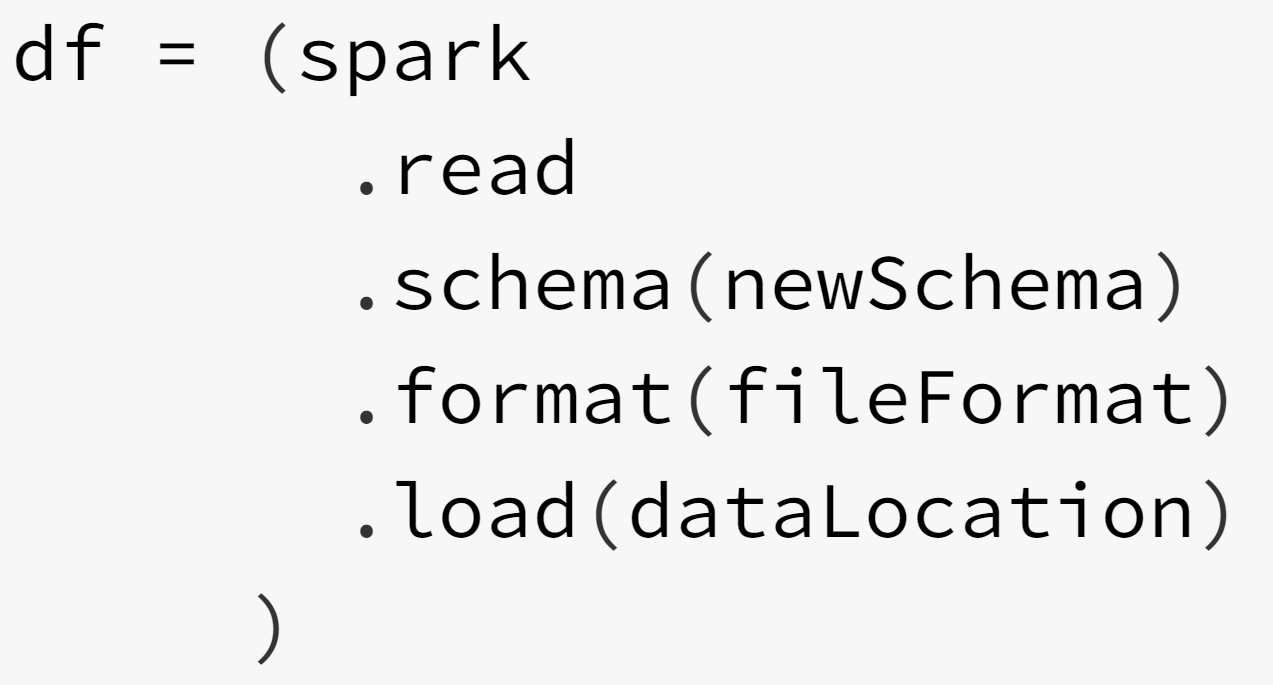 df = (spark
.read
.schema(newSchema)
.format(fileFormat)
.load(dataLocation)
)